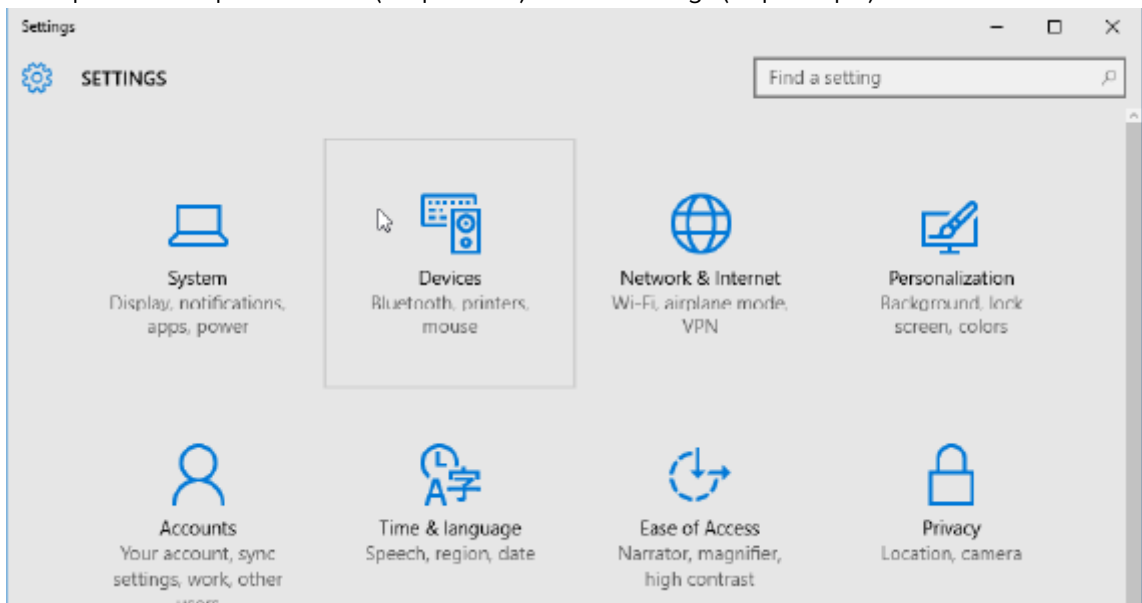 Settings
SETTINGS
Find a setting
System
Display, notifications,
apps, power
Devices
Bluetooth, printers,
mouse
Network & Internet
Wi-Fi, airplane mode,
VPN
Personalization
Background, lock
screen, colors
Accounts
Your account, sync
settings, work, other
Time & language
Speech, region, date
Ease of Access
Narrator, magnifier,
high contrast
Privacy
Location, camera